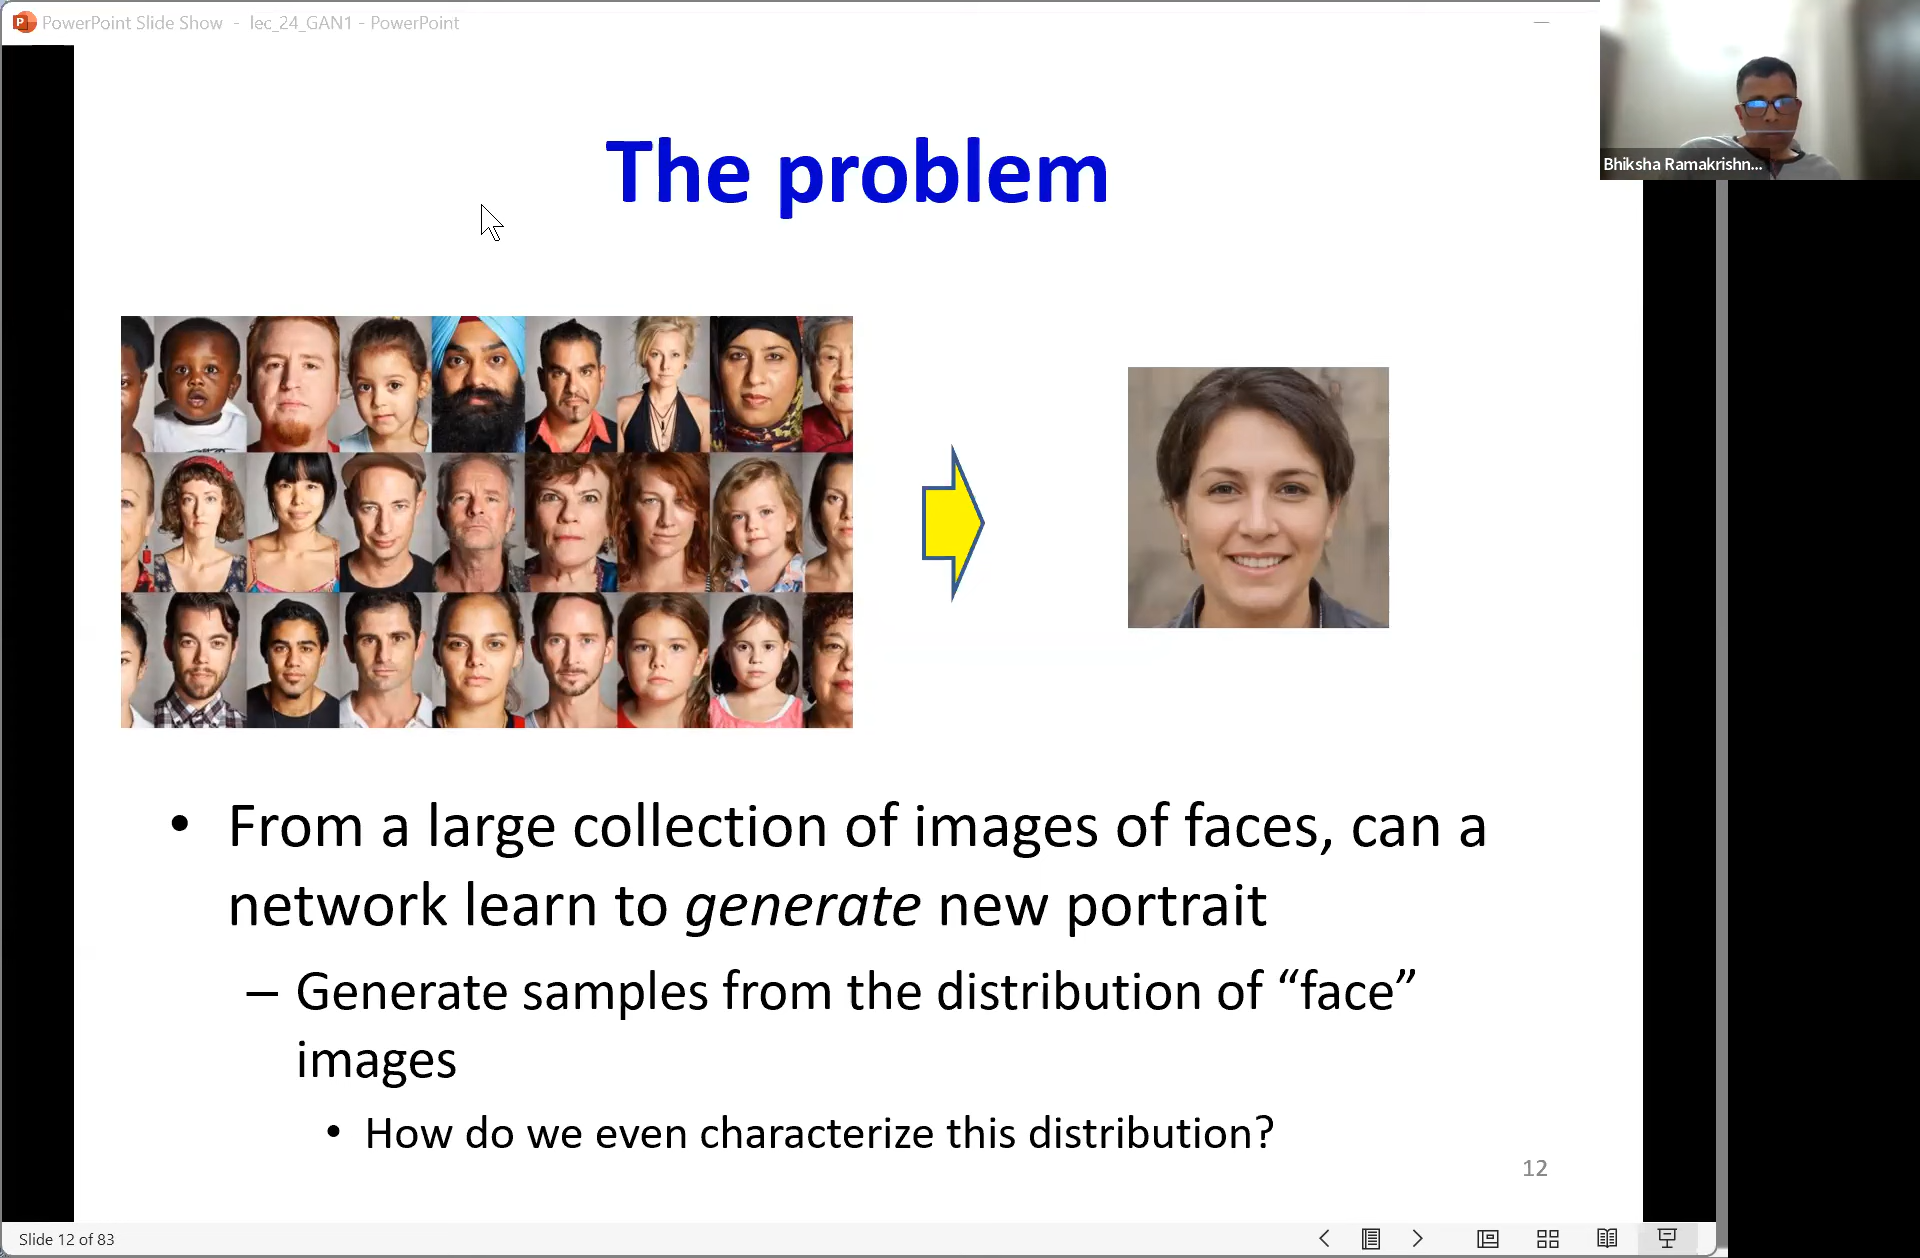 PowerPoint Slide Show - lec_24_GAN1 - PowerPoint
Bhiksha Ramakrishn...
The problem
• From a large collection of images of faces, can a
network learn to generate new portrait
– Generate samples from the distribution of “face”
images
• How do we even characterize this distribution?
12
Slide 12 of 83